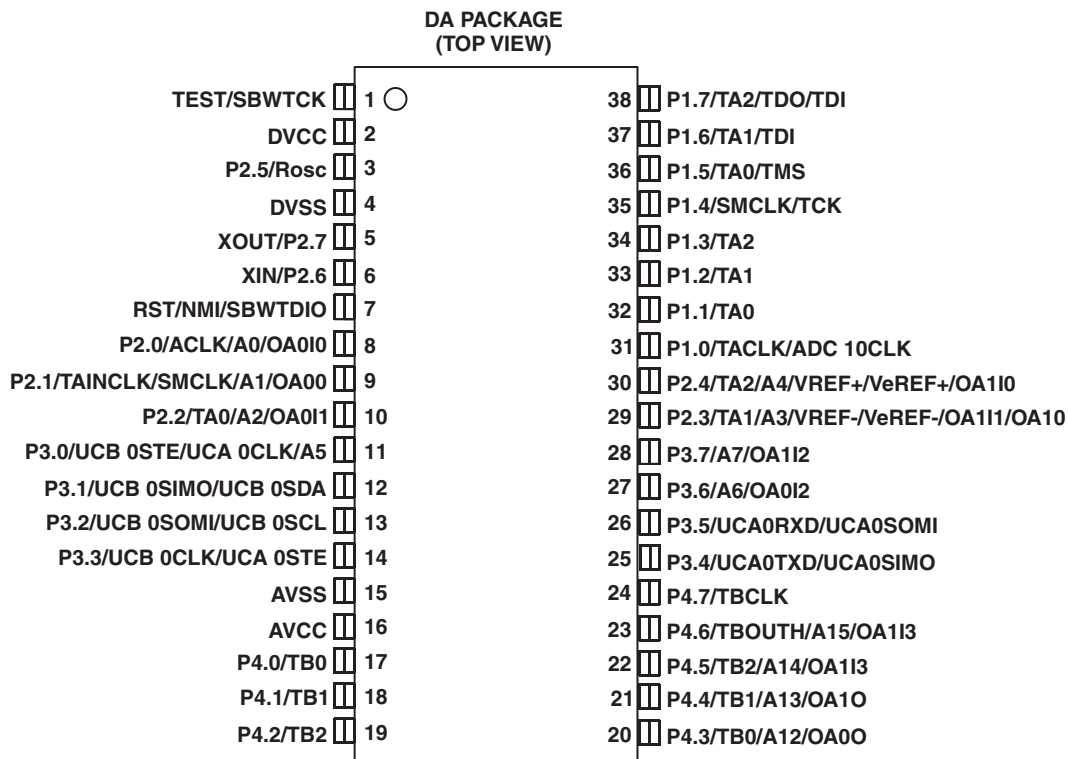 DA PACKAGE
(TOP VIEW)
TEST/SBWTCK 1 38 P1.7/TA2/TDO/TDI
DVCC 2 37 P1.6/TA1/TDI
P2.5/Rosc 3 36 P1.5/TA0/TMS
DVSS 4 35 P1.4/SMCLK/TCK
XOUT/P2.7 5 34 P1.3/TA2
XIN/P2.6 6 33 P1.2/TA1
RST/NMI/SBWTDIO 7 32 P1.1/TA0
P2.0/ACLK/A0/OA0I0 8 31 P1.0/TACLK/ADC 10CLK
P2.1/TAINCLK/SMCLK/A1/OA00 9 30 P2.4/TA2/A4/VREF+/VeREF+/OA1I0
P2.2/TA0/A2/OA0I1 10 29 P2.3/TA1/A3/VREF-/VeREF-/OA1I1/OA10
P3.0/UCB 0STE/UCA 0CLK/A5 11 28 P3.7/A7/OA1I2
P3.1/UCB 0SIMO/UCB 0SDA 12 27 P3.6/A6/OA0I2
P3.2/UCB 0SOMI/UCB 0SCL 13 26 P3.5/UCA0RXD/UCA0SOMI
P3.3/UCB 0CLK/UCA 0STE 14 25 P3.4/UCA0TXD/UCA0SIMO
AVSS 15 24 P4.7/TBCLK
AVCC 16 23 P4.6/TBOUTH/A15/OA1I3
P4.0/TB0 17 22 P4.5/TB2/A14/OA1I3
P4.1/TB1 18 21 P4.4/TB1/A13/OA1O
P4.2/TB2 19 20 P4.3/TB0/A12/OA0O